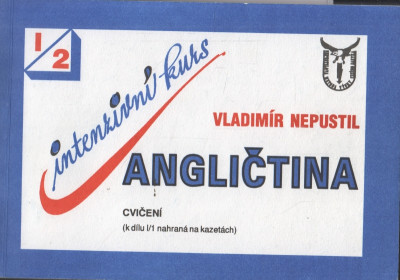 1/2
intenzivní kurs
VLADIMÍR NEPUSTIL
ANGLIČTINA
CVIČENÍ
(k dílu I/1 nahraná na kazetách)